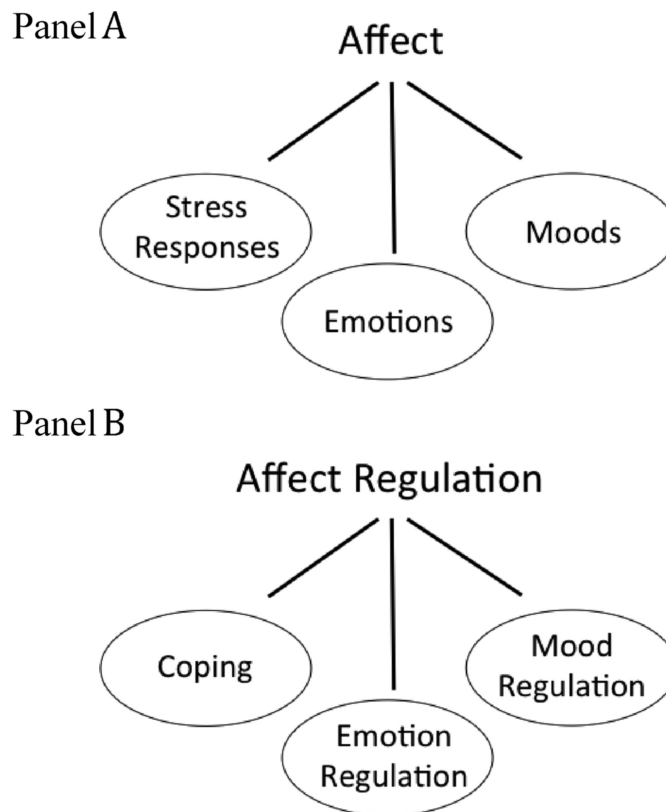 Panel A
Affect
Stress
Responses
Moods
Emotions
Panel B
Affect Regulation
Coping
Mood
Regulation
Emotion
Regulation